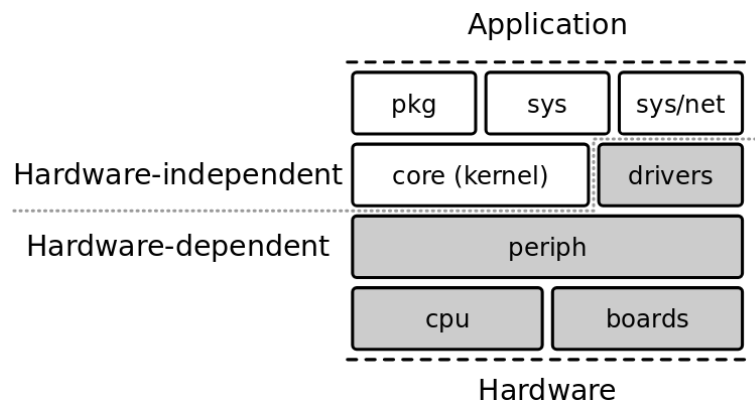 Application
pkg sys sys/net
Hardware-independent core (kernel) drivers
Hardware-dependent periph
cpu boards
Hardware